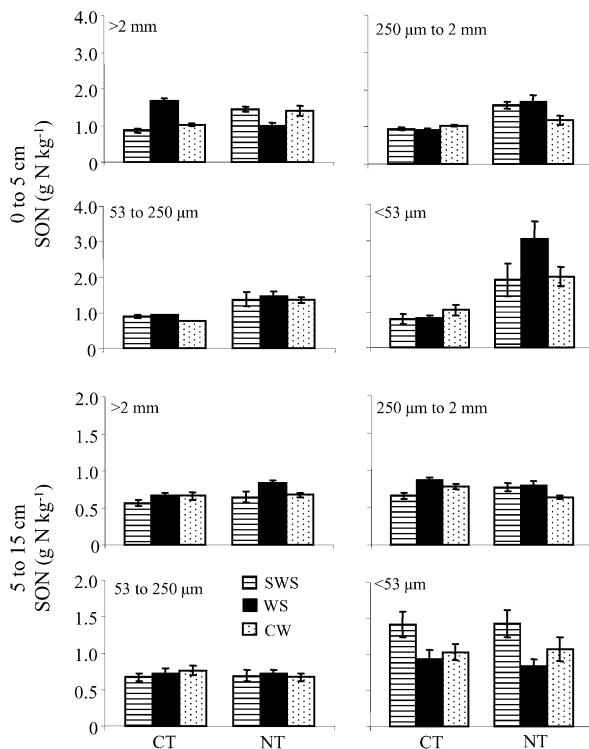 >2 mm
250 µm to 2 mm
4.0
3.0
2.0
1.0
0
0 to 5 cm
SON (g N kg-1)
53 to 250 µm
<53 µm
4.0
3.0
2.0
1.0
0
>2 mm
250 µm to 2 mm
2.0
1.5
1.0
0.5
0
5 to 15 cm
SON (g N kg-1)
53 to 250 µm
<53 µm
2.0
1.5
1.0
0.5
0
SWS
WS
CW
CT
NT
CT
NT